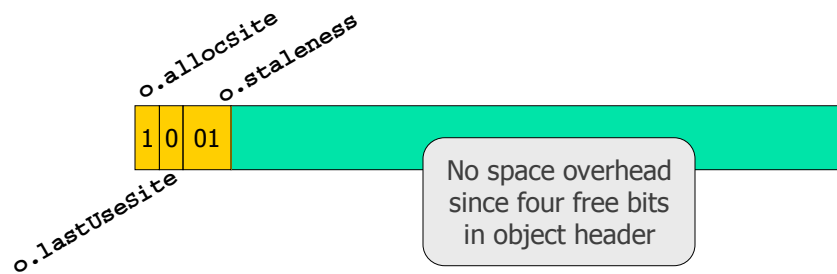 o.allocSite
o.staleness
1 0 01
o.lastUseSite
No space overhead
since four free bits
in object header